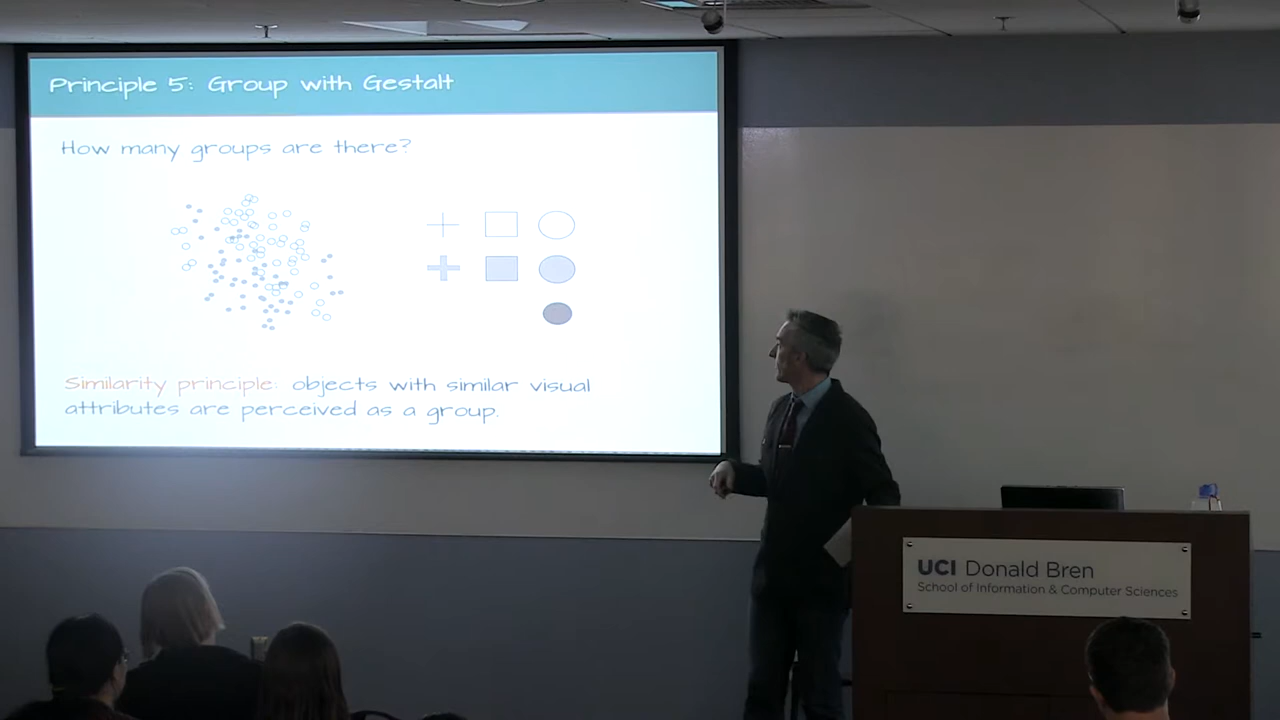 Principle 5: Group with Gestalt
How many groups are there?
Similarity principle: objects with similar visual
attributes are perceived as a group.
UCI Donald Bren
School of Information & Computer Sciences